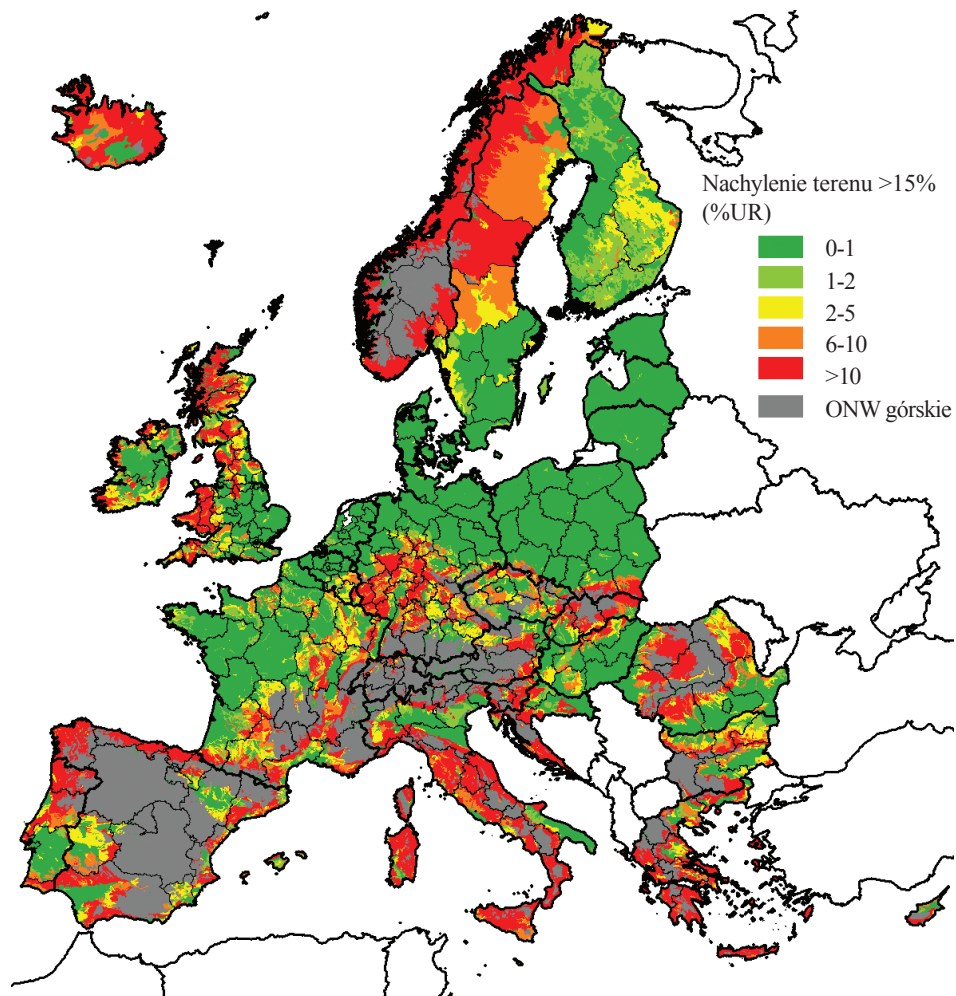 Nachylenie terenu >15%
(%UR)
0-1
1-2
2-5
6-10
>10
ONW górskie